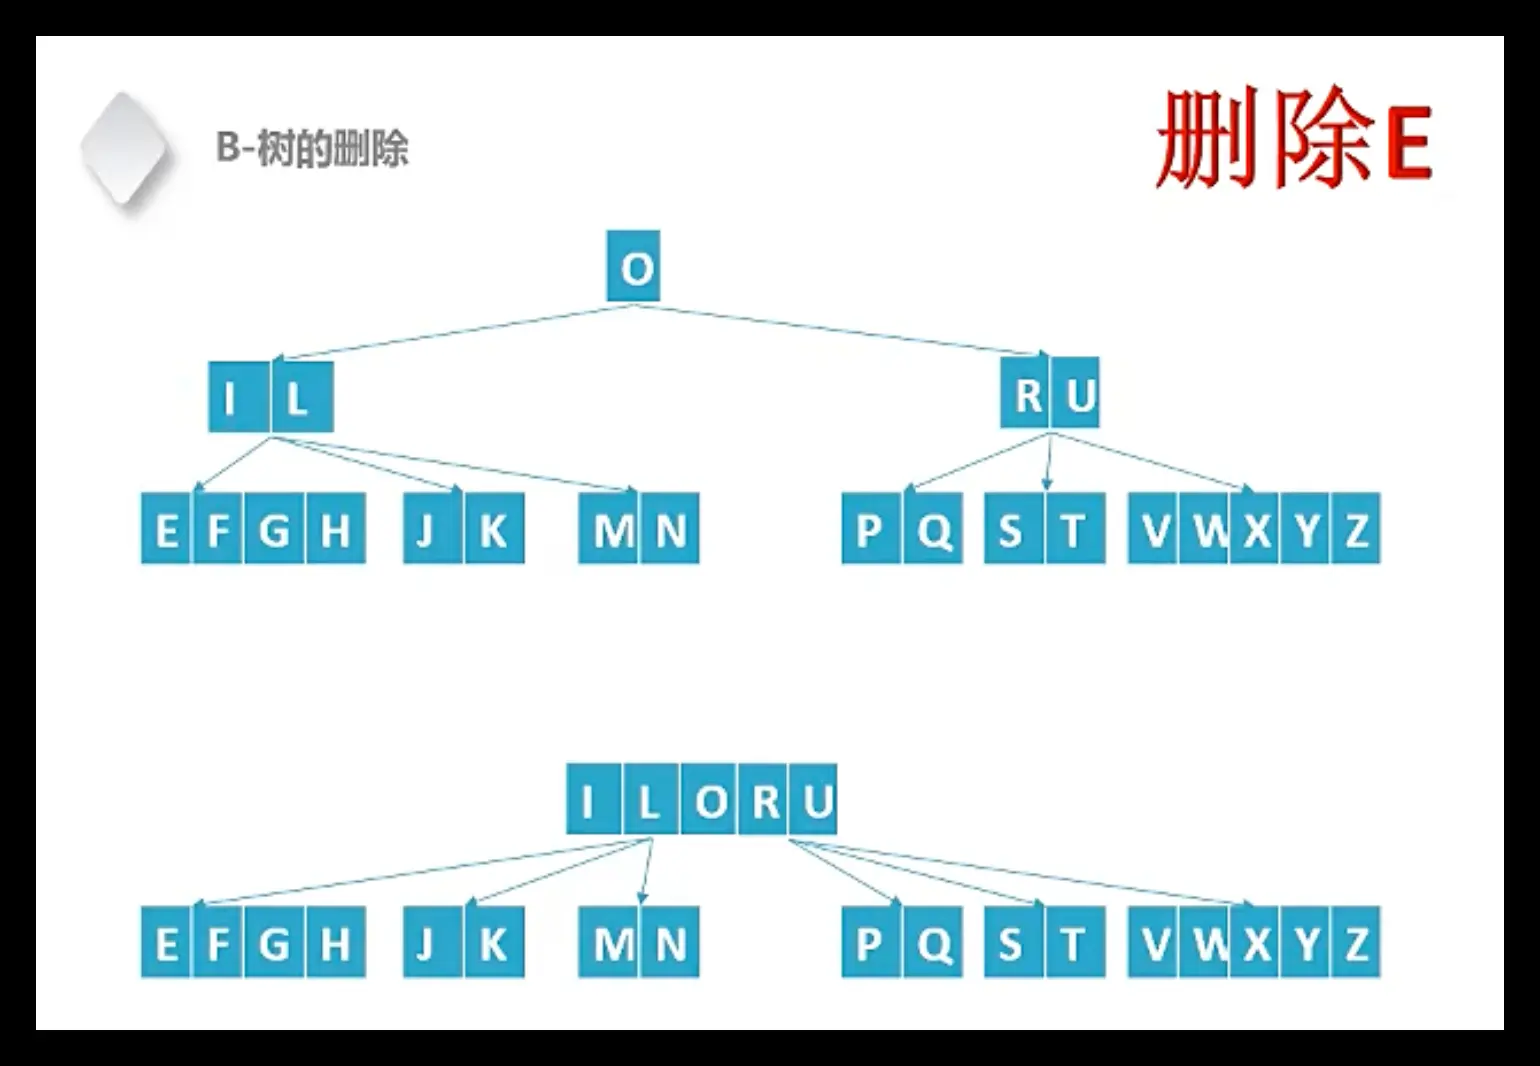 B-树的删除
删除E
O
I L
R U
E F G H
J K
M N
P Q
S T
V W X Y Z
I L O R U
E F G H
J K
M N
P Q
S T
V W X Y Z